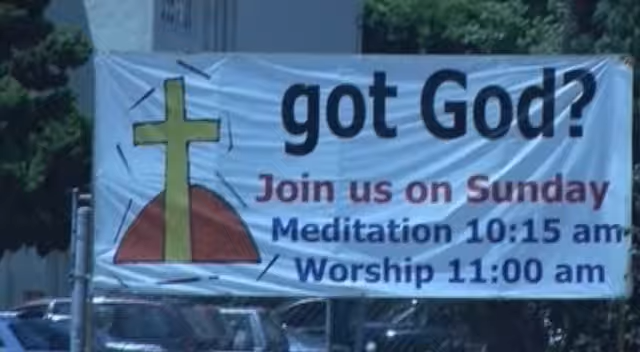 got God?
Join us on Sunday
Meditation 10:15 am
Worship 11:00 am